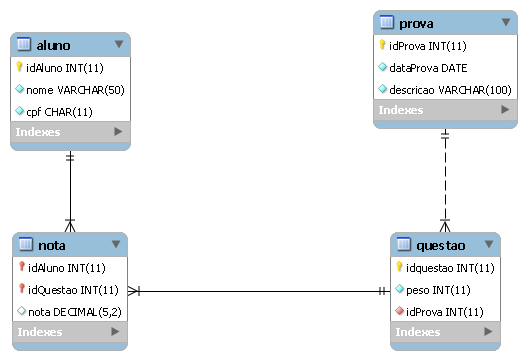 aluno
idAluno INT(11)
nome VARCHAR(50)
cpf CHAR(11)
Indexes
prova
idProva INT(11)
dataProva DATE
descricao VARCHAR(100)
Indexes
nota
idAluno INT(11)
idQuestao INT(11)
nota DECIMAL(5,2)
Indexes
questao
idquestao INT(11)
peso INT(11)
idProva INT(11)
Indexes